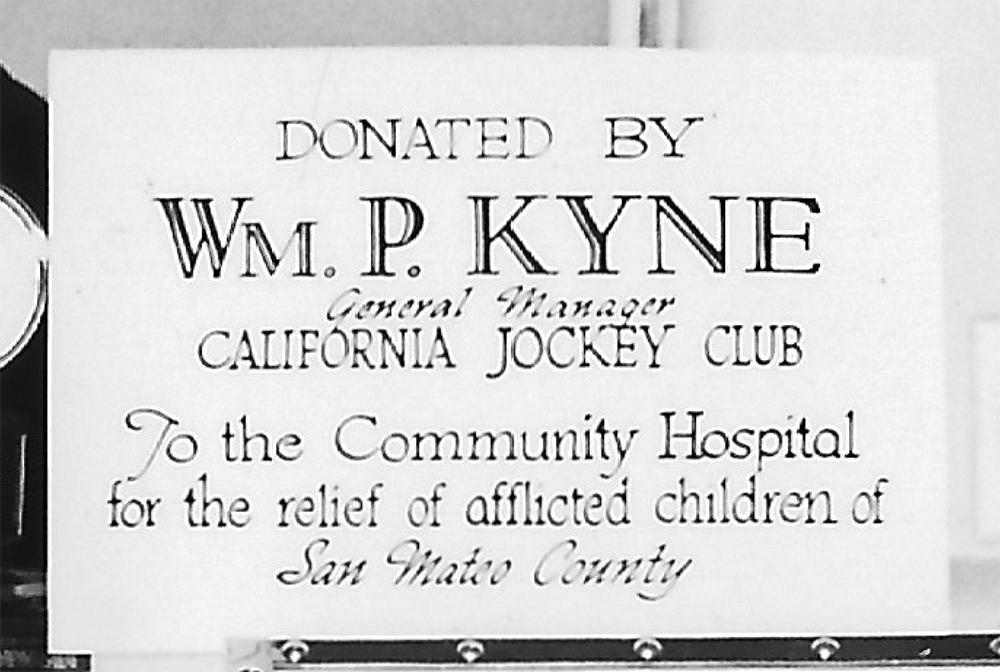 DONATED BY
WM. P. KYNE
General Manager
CALIFORNIA JOCKEY CLUB
To the Community Hospital
for the relief of afflicted children of
San Mateo County